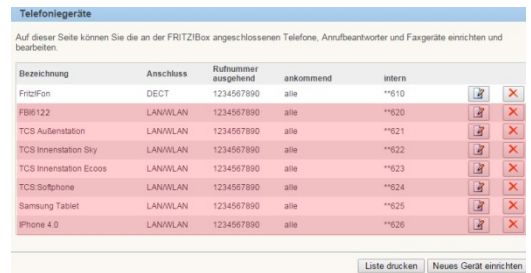 Telefoniegeräte
Auf dieser Seite können Sie die an der FRITZ!Box angeschlossenen Telefone, Anrufbeantworter und Faxgeräte einrichten und
bearbeiten.
Bezeichnung Anschluss Rufnummer ausgehend ankommend intern
Fritz!Fon DECT 1234567890 alle **610
FBI6122 LAN/WLAN 1234567890 alle **620
TCS Außenstation LAN/WLAN 1234567890 alle **621
TCS Innenstation Sky LAN/WLAN 1234567890 alle **622
TCS Innenstation Ecoos LAN/WLAN 1234567890 alle **623
TCS:Softphone LAN/WLAN 1234567890 alle **624
Samsung Tablet LAN/WLAN 1234567890 alle **625
IPhone 4.0 LAN/WLAN 1234567890 alle **626
Liste drucken Neues Gerät einrichten